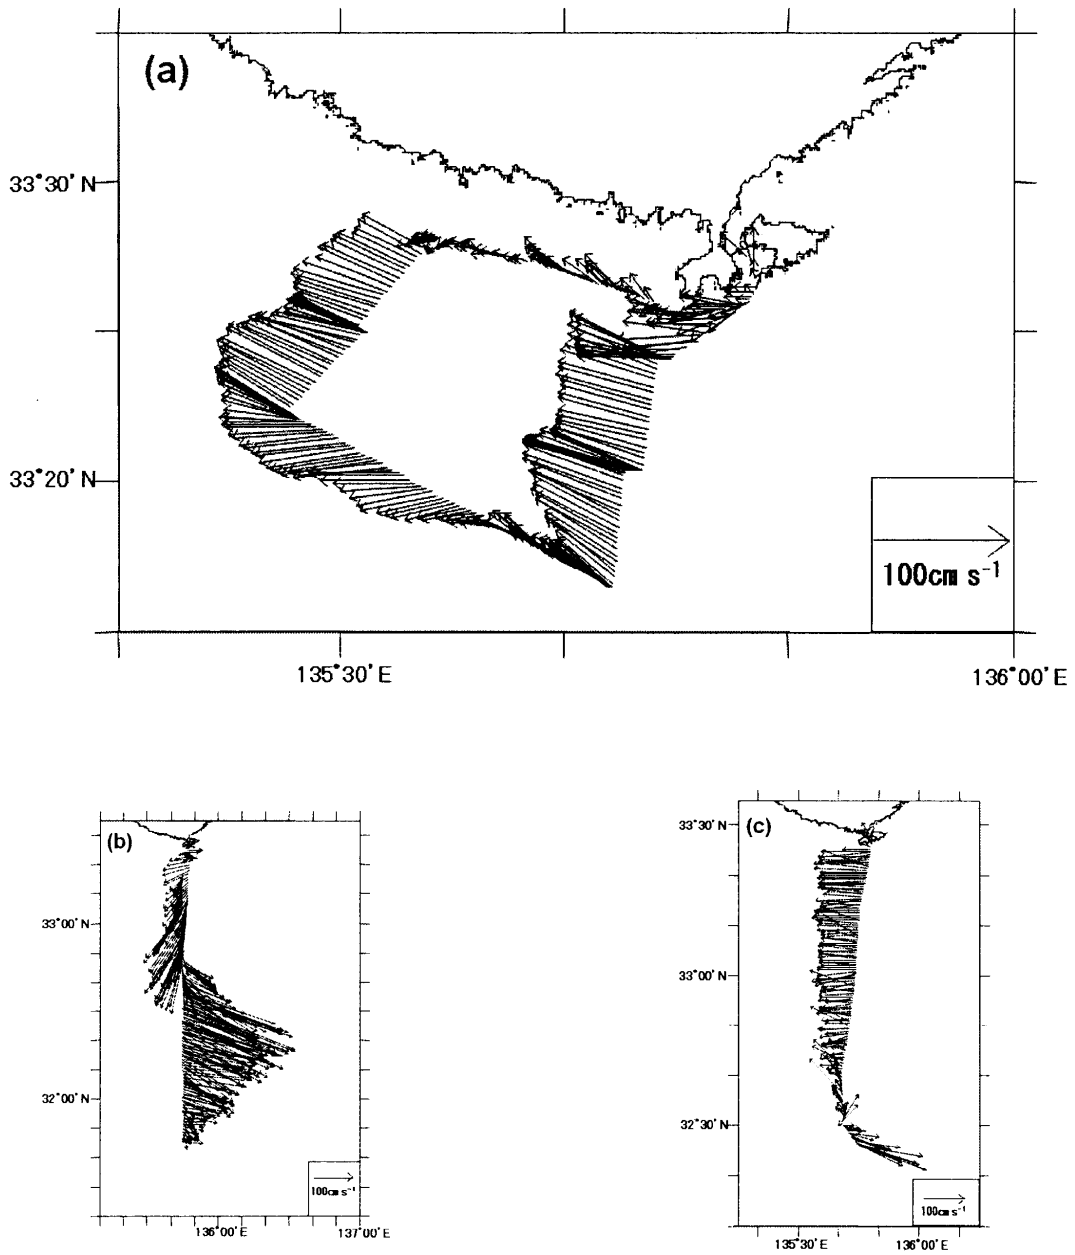 (a)
33°30' N
33°20' N
100cm s⁻¹
135°30' E
136°00' E
(b)
33°00' N
32°00' N
100cm s⁻¹
136°00' E
137°00' E
(c)
33°30' N
33°00' N
32°30' N
100cm s⁻¹
135°30' E
136°00' E